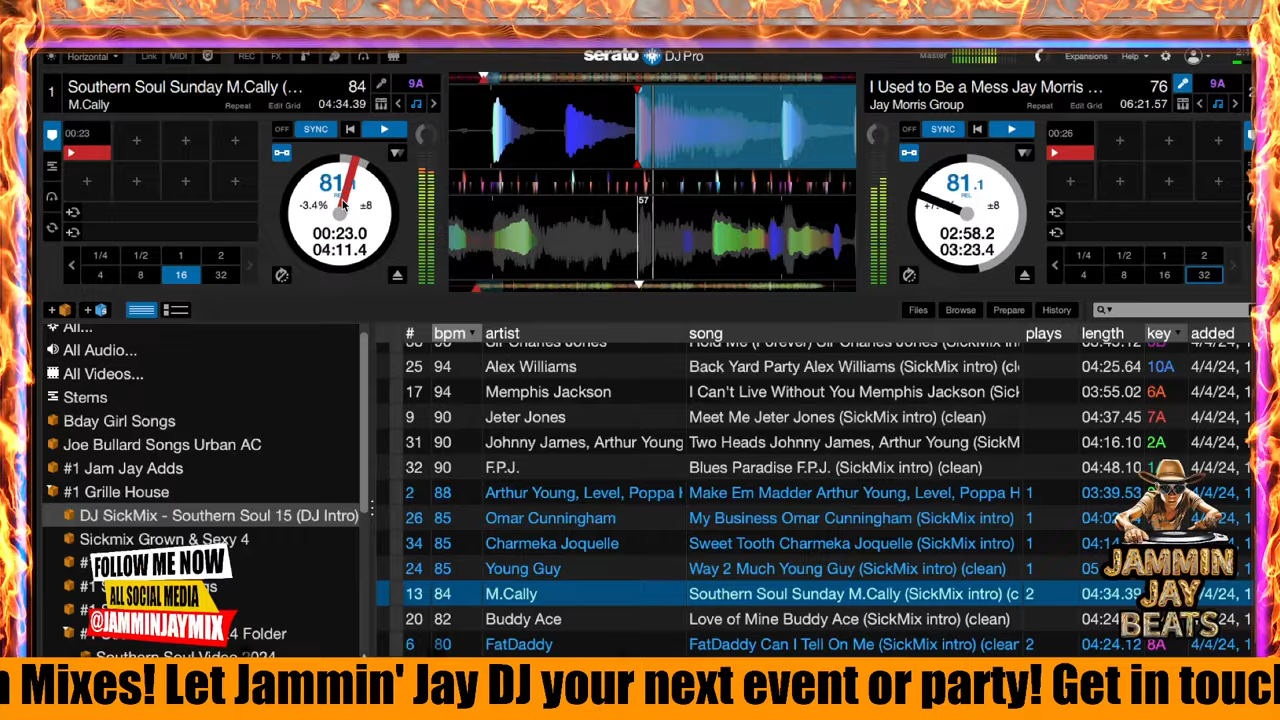 Horizontal
Link MIDI
REC FX
serato DJ Pro
Master
Expansions Help
1 Southern Soul Sunday M.Cally (... 84 9A
M.Cally Repeat Edit Grid 04:34.39
00:23
OFF SYNC
81.1
REL
-3.4% ±8
00:23.0
04:11.4
1/4 1/2 1 2
4 8 16 32
57
I Used to Be a Mess Jay Morris ... 76 9A
Jay Morris Group Repeat Edit Grid 06:21.57
OFF SYNC
00:26
81.1
REL
±8
02:58.2
03:23.4
1/4 1/2 1 2
4 8 16 32
Files Browse Prepare History
All...
All Audio...
All Videos...
Stems
Bday Girl Songs
Joe Bullard Songs Urban AC
#1 Jam Jay Adds
#1 Grille House
DJ SickMix - Southern Soul 15 (DJ Intro)
Sickmix Grown & Sexy 4
Southern Soul Video 2024
# bpm artist song plays length key added
25 94 Alex Williams Back Yard Party Alex Williams (SickMix intro) (cl 04:25.64 10A 4/4/24, 1
17 94 Memphis Jackson I Can't Live Without You Memphis Jackson (Sick 03:55.02 6A 4/4/24, 1
9 90 Jeter Jones Meet Me Jeter Jones (SickMix intro) (clean) 04:37.45 7A 4/4/24, 1
31 90 Johnny James, Arthur Young Two Heads Johnny James, Arthur Young (SickM 04:16.10 2A 4/4/24, 1
32 90 F.P.J. Blues Paradise F.P.J. (SickMix intro) (clean) 04:48.10
2 88 Arthur Young, Level, Poppa H Make Em Madder Arthur Young, Level, Poppa H 1 03:39.53
26 85 Omar Cunningham My Business Omar Cunningham (SickMix intro) 1
34 85 Charmeka Joquelle Sweet Tooth Charmeka Joquelle (SickMix intro) 1
24 85 Young Guy Way 2 Much Young Guy (SickMix intro) (clean) 1
13 84 M.Cally Southern Soul Sunday M.Cally (SickMix intro) (c 2 04:34.39
20 82 Buddy Ace Love of Mine Buddy Ace (SickMix intro) (clean)
6 80 FatDaddy FatDaddy Can I Tell On Me (SickMix intro) (clean) 2 8A 4/4/24, 1
FOLLOW ME NOW
ALL SOCIAL MEDIA
@JAMMINJAYMIX
JAMMIN
JAY
BEATS
n Mixes! Let Jammin' Jay DJ your next event or party! Get in touc